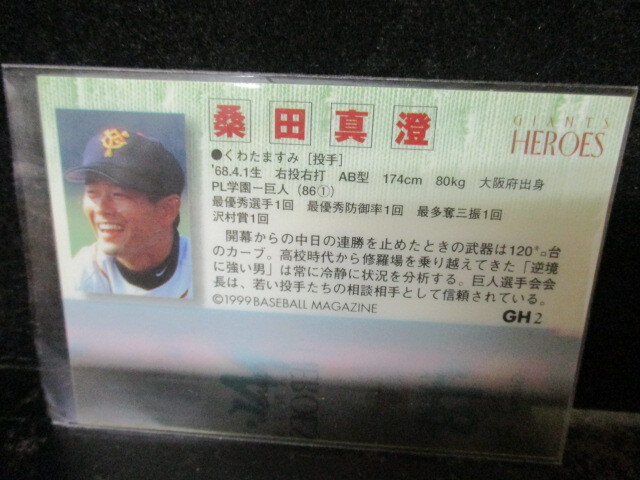 桑田真澄
GIANTS
HEROES
●くわたますみ [投手]
'68.4.1生 右投右打 AB型 174cm 80kg 大阪府出身
PL学園ー巨人(86①)
最優秀選手1回 最優秀防御率1回 最多奪三振1回
沢村賞1回
開幕からの中日の連勝を止めたときの武器は120㌔台
のカーブ。高校時代から修羅場を乗り越えてきた「逆境
に強い男」は常に冷静に状況を分析する。巨人選手会会
長は、若い投手たちの相談相手として信頼されている。
©1999 BASEBALL MAGAZINE
GH2